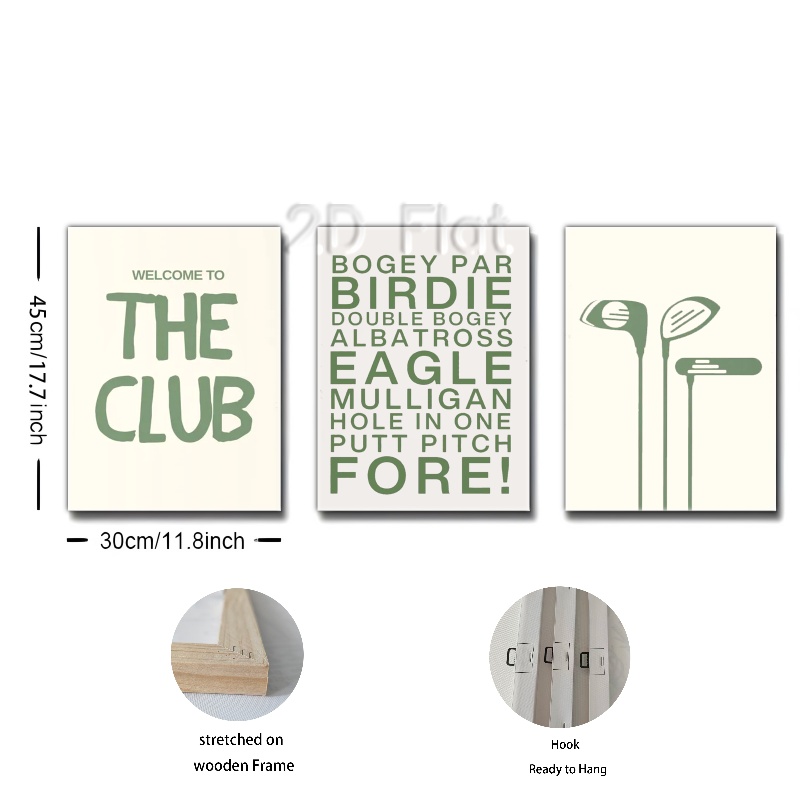 2D Flat
WELCOME TO
THE
CLUB
BOGEY PAR
BIRDIE
DOUBLE BOGEY
ALBATROSS
EAGLE
MULLIGAN
HOLE IN ONE
PUTT PITCH
FORE!
45cm/17.7inch
30cm/11.8inch
stretched on
wooden Frame
Hook
Ready to Hang